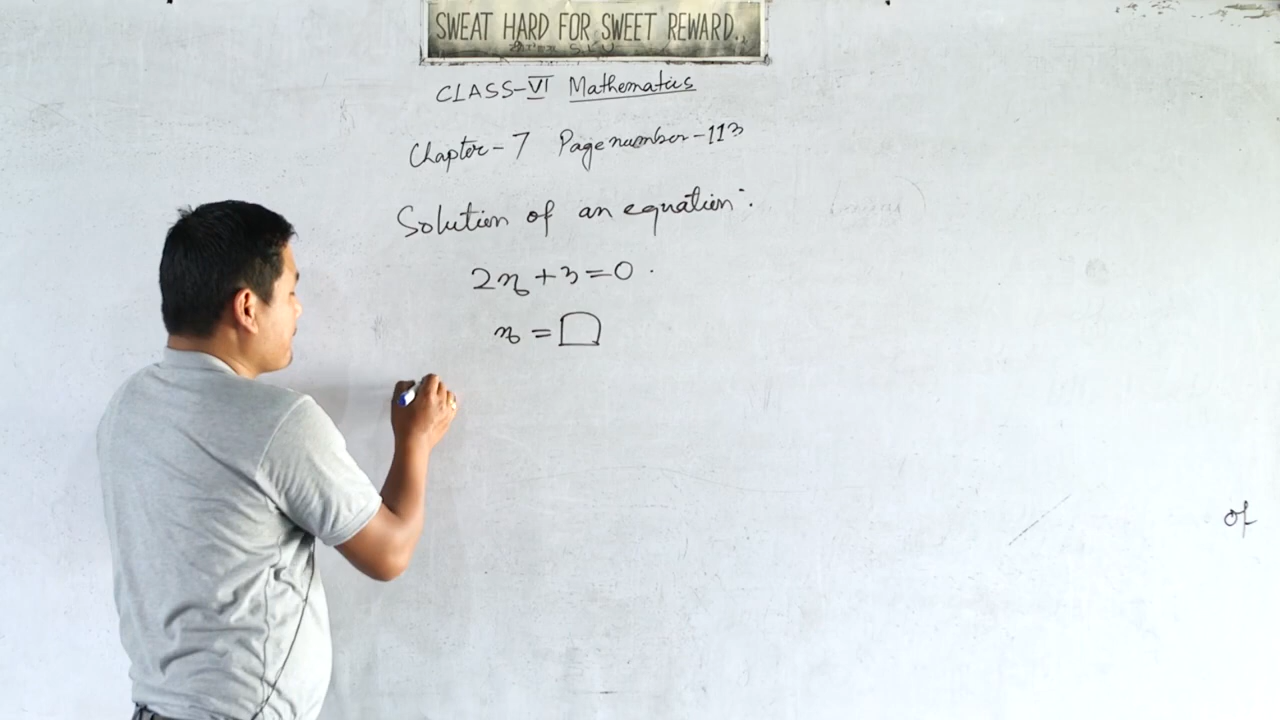 SWEAT HARD FOR SWEET REWARD.
CLASS-VI Mathematics
Chapter-7 Page number-113
Solution of an equation:
2x+3=0.
x =
of